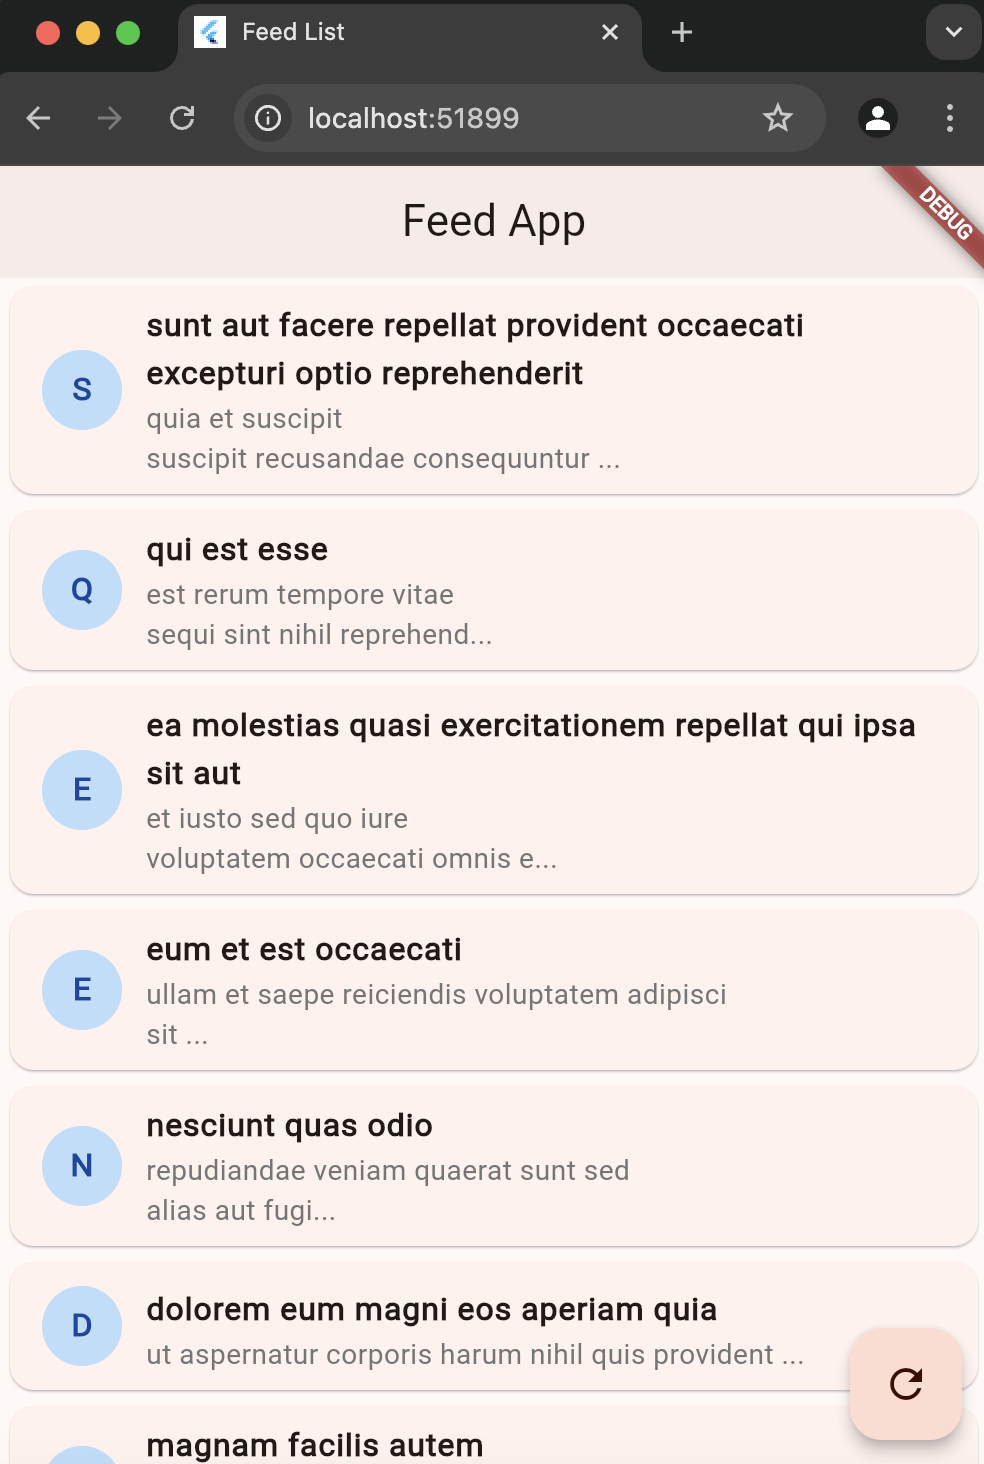 Feed List
localhost:51899
Feed App
DEBUG
sunt aut facere repellat provident occaecati
excepturi optio reprehenderit
S
quia et suscipit
suscipit recusandae consequuntur ...
qui est esse
Q
est rerum tempore vitae
sequi sint nihil reprehend...
ea molestias quasi exercitationem repellat qui ipsa
sit aut
E
et iusto sed quo iure
voluptatem occaecati omnis e...
eum et est occaecati
E
ullam et saepe reiciendis voluptatem adipisci
sit ...
nesciunt quas odio
N
repudiandae veniam quaerat sunt sed
alias aut fugi...
dolorem eum magni eos aperiam quia
D
ut aspernatur corporis harum nihil quis provident ...
magnam facilis autem